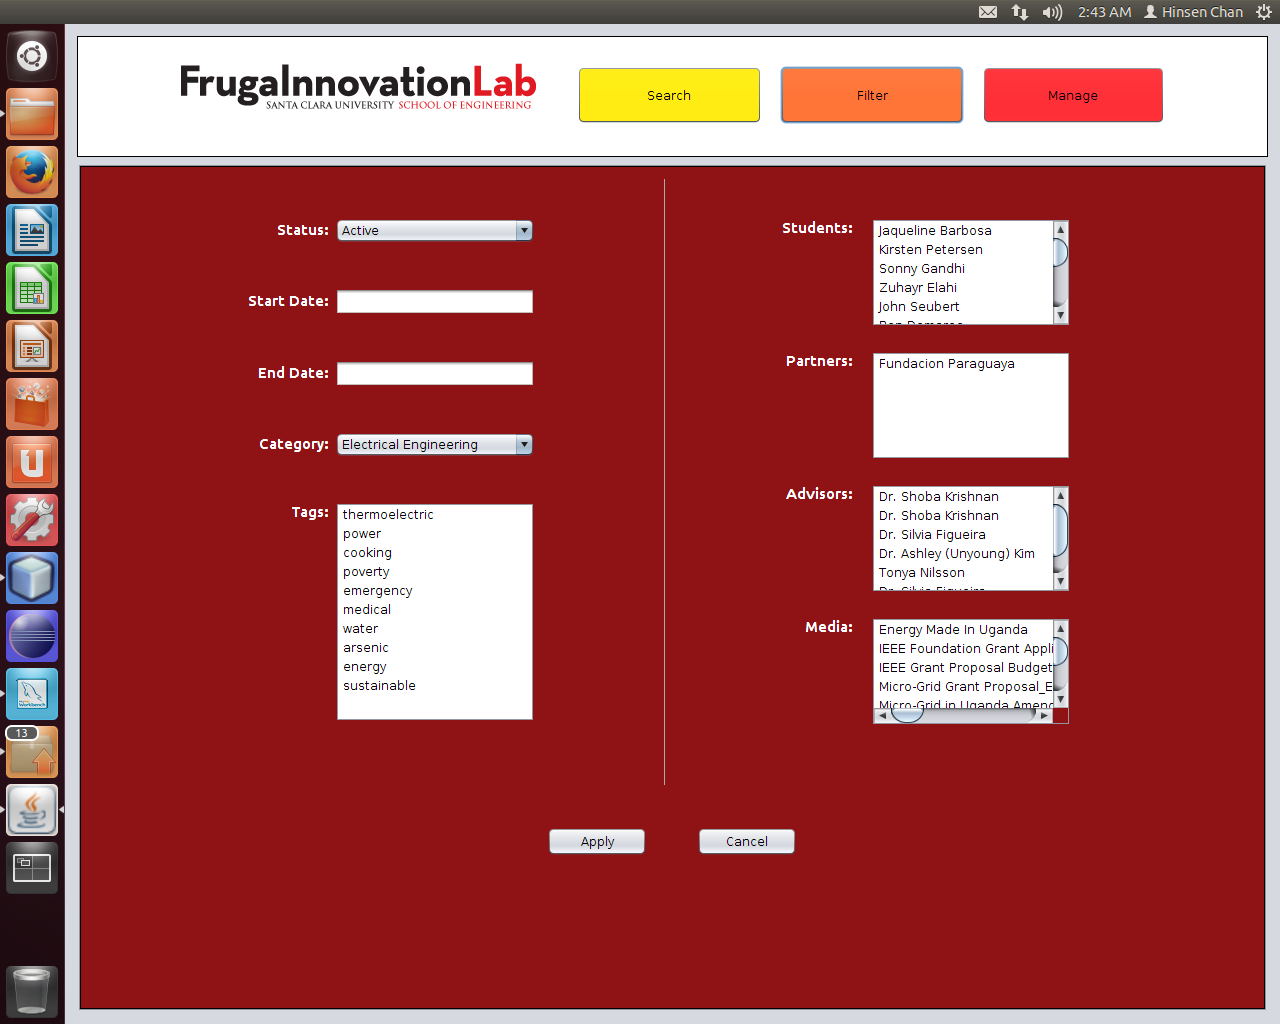 2:43 AM Hinsen Chan
FrugalInnovationLab
SANTA CLARA UNIVERSITY SCHOOL OF ENGINEERING
Search
Filter
Manage
Status: Active
Start Date:
End Date:
Category: Electrical Engineering
Tags:
thermoelectric
power
cooking
poverty
emergency
medical
water
arsenic
energy
sustainable
Students:
Jaqueline Barbosa
Kirsten Petersen
Sonny Gandhi
Zuhayr Elahi
John Seubert
Partners:
Fundacion Paraguaya
Advisors:
Dr. Shoba Krishnan
Dr. Shoba Krishnan
Dr. Silvia Figueira
Dr. Ashley (Unyoung) Kim
Tonya Nilsson
Dr. Silvia Figueira
Media:
Energy Made In Uganda
IEEE Foundation Grant Appli
IEEE Grant Proposal Budget
Micro-Grid Grant Proposal_E
Micro-Grid in Uganda Amend
Apply
Cancel
13